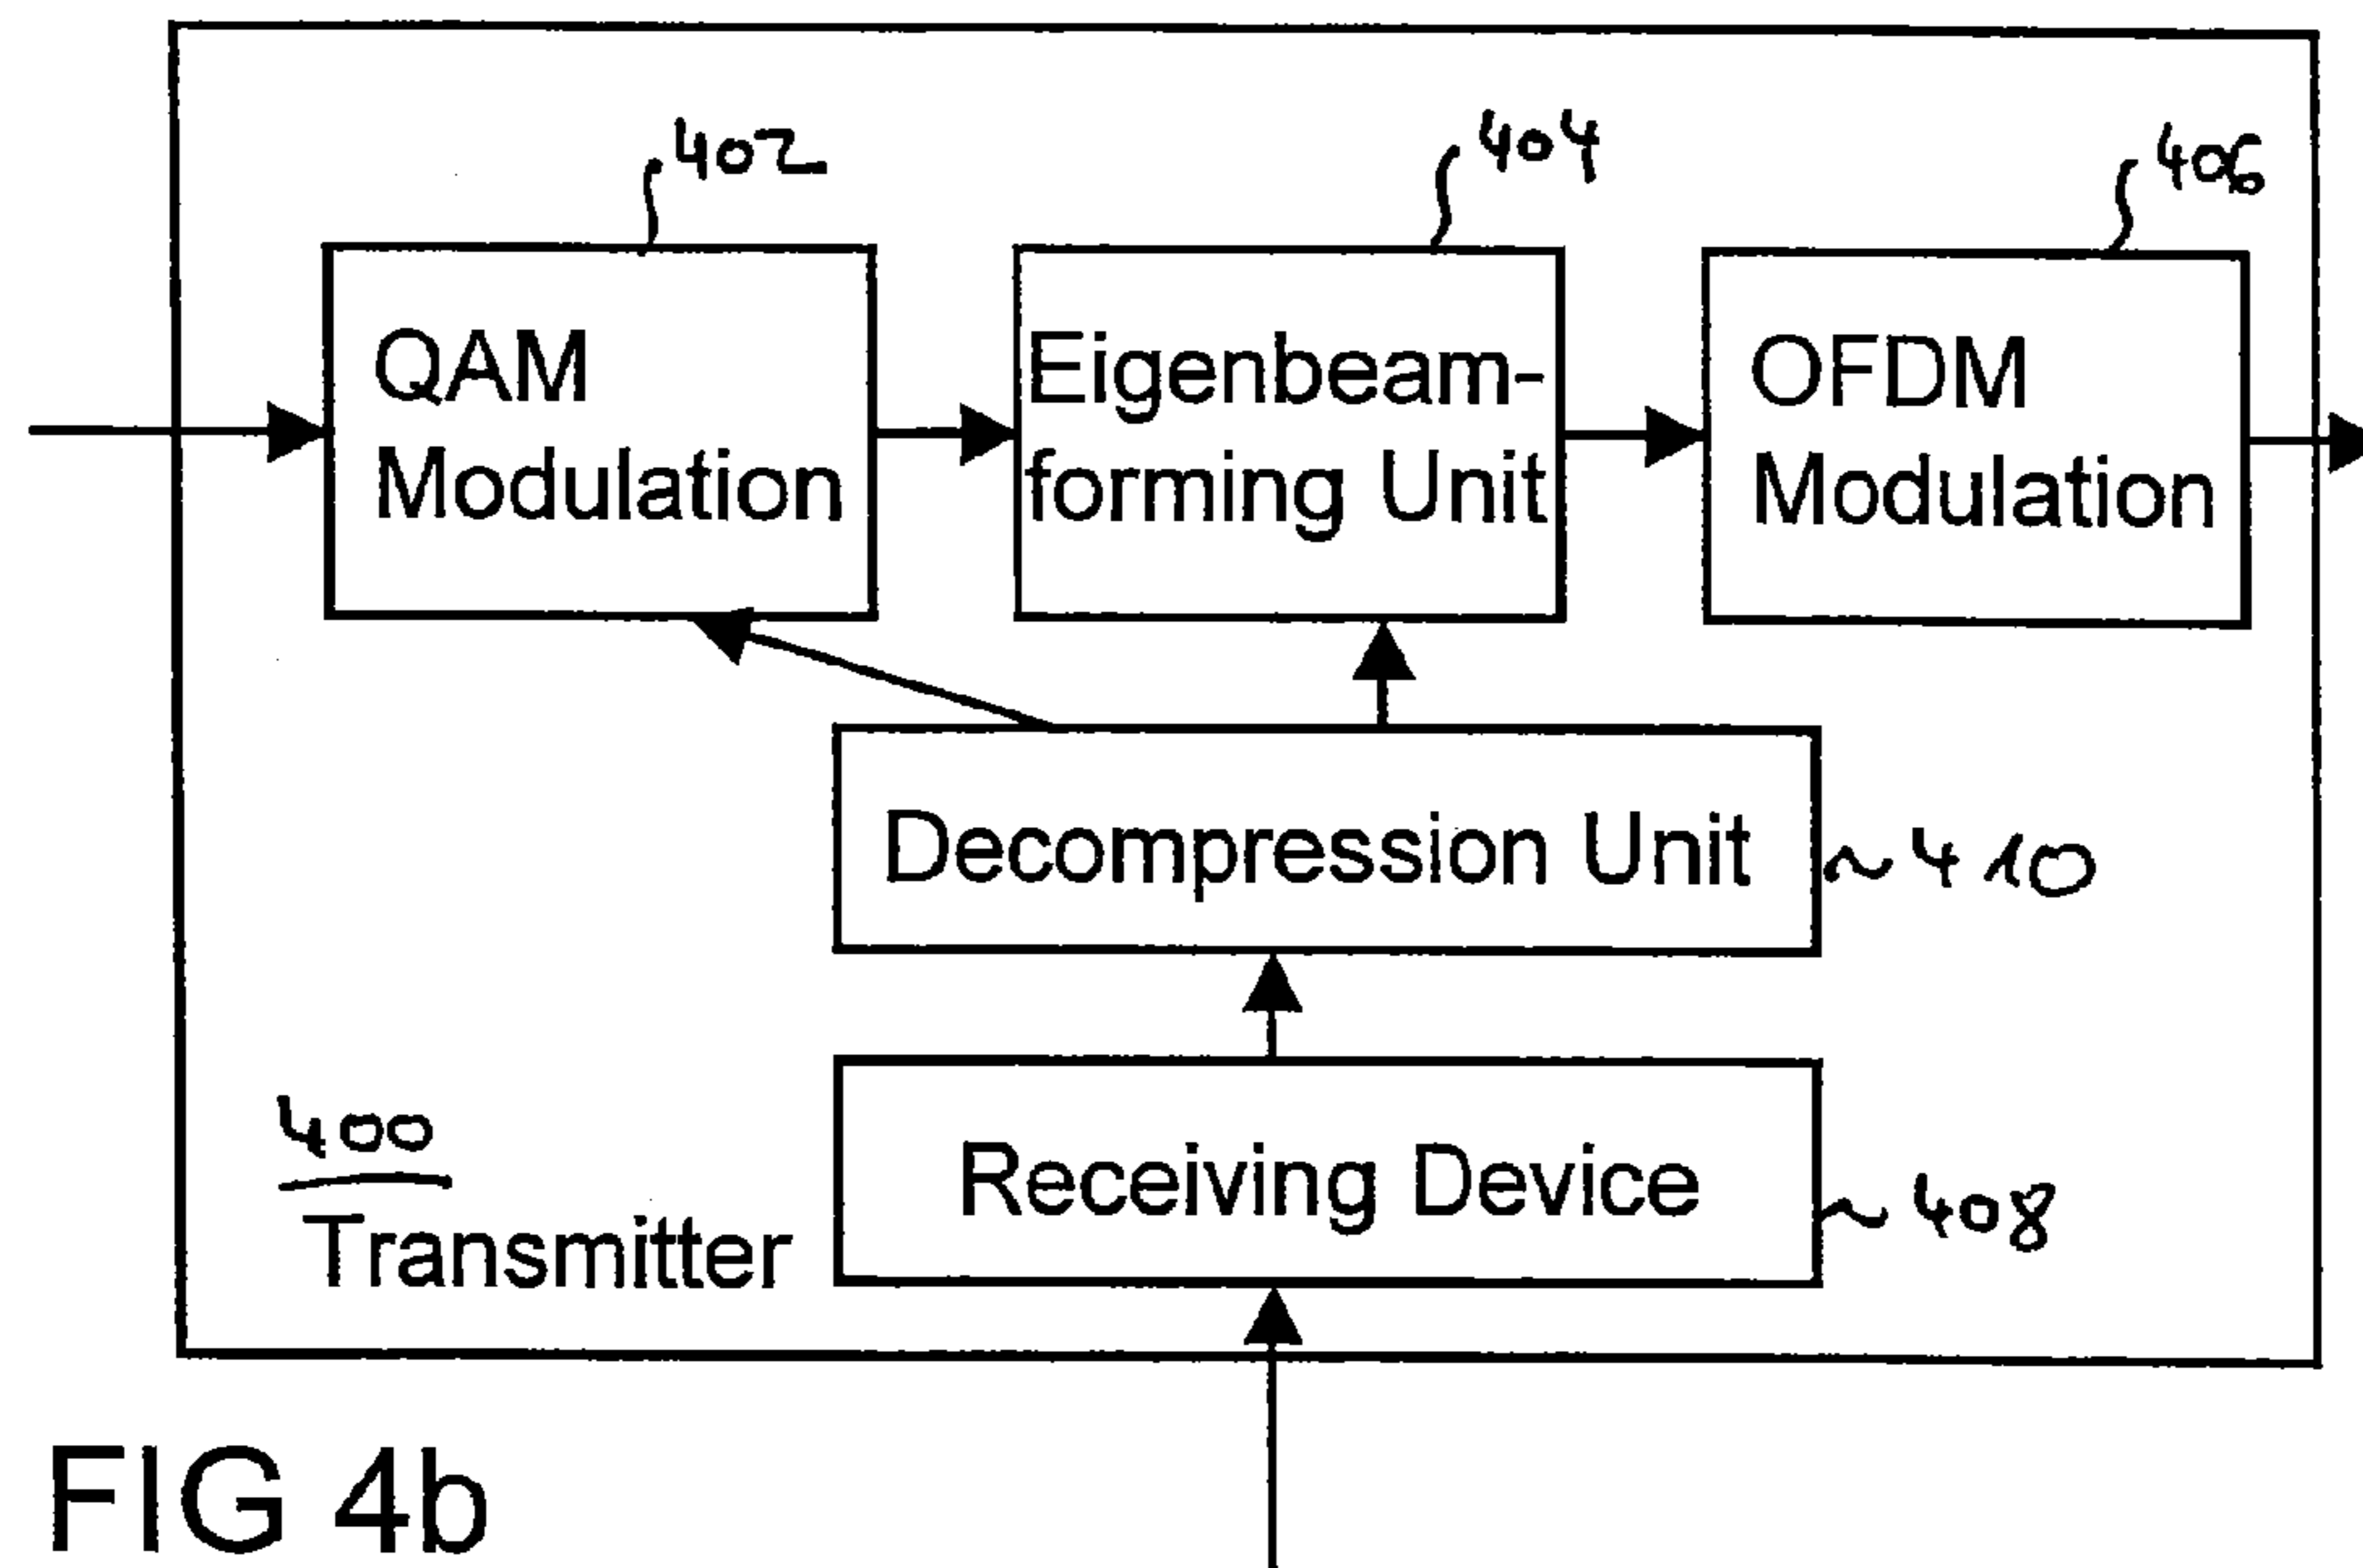 402
404
406
QAM
Modulation
Eigenbeam-
forming Unit
OFDM
Modulation
Decompression Unit
~410
Receiving Device
~408
400
Transmitter
FIG 4b